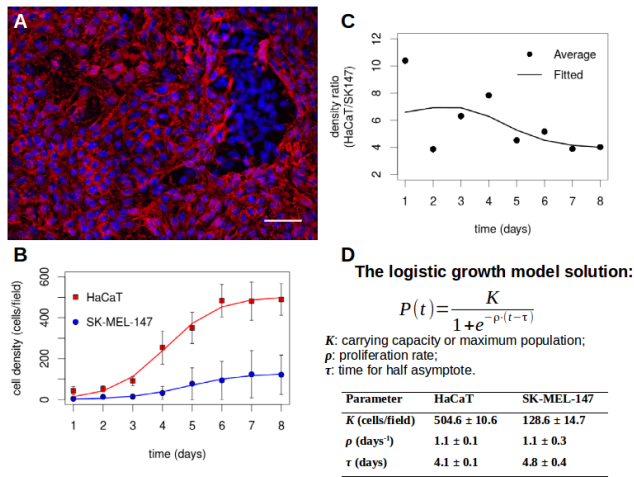 A
C
density ratio
(HaCaT/SK147)
12
10
8
6
4
2
Average
Fitted
1 2 3 4 5 6 7 8
time (days)
B
cell density (cells/field)
600
400
200
0
HaCaT
SK-MEL-147
1 2 3 4 5 6 7 8
time (days)
D
The logistic growth model solution:
P(t)=K/(1+e^{-ρ·(t-τ)})
K: carrying capacity or maximum population;
ρ: proliferation rate;
τ: time for half asymptote.
Parameter HaCaT SK-MEL-147
K (cells/field) 504.6 ± 10.6 128.6 ± 14.7
ρ (days⁻¹) 1.1 ± 0.1 1.1 ± 0.3
τ (days) 4.1 ± 0.1 4.8 ± 0.4